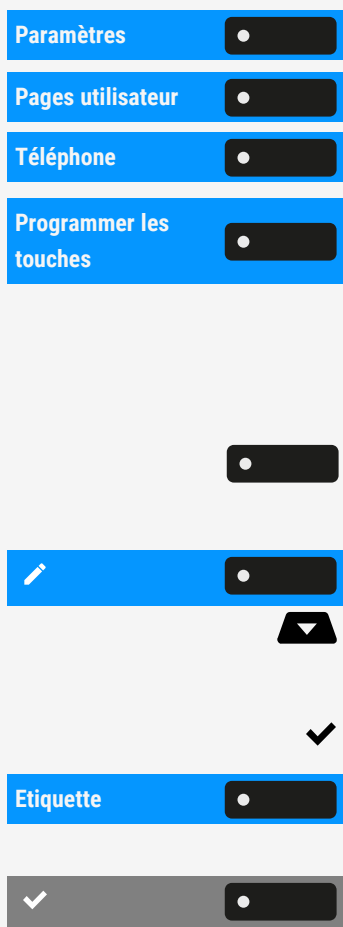 Paramètres
Pages utilisateur
Téléphone
Programmer les
touches
Etiquette